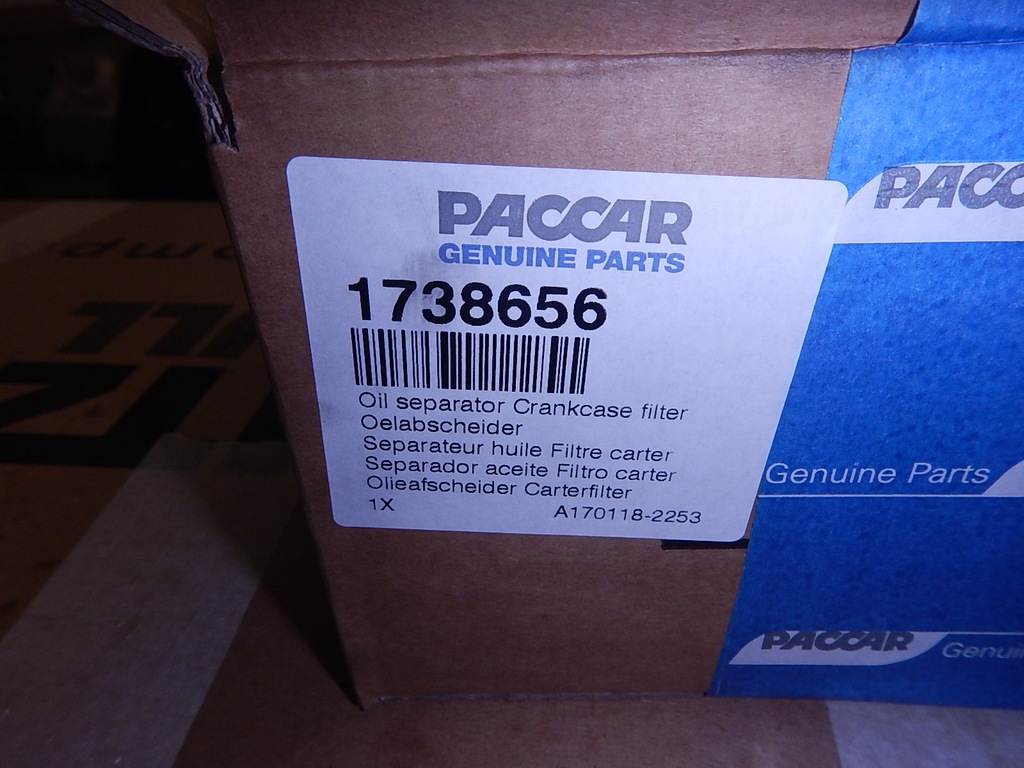 PACCAR
GENUINE PARTS
1738656
Oil separator Crankcase filter
Oelabscheider
Separateur huile Filtre carter
Separador aceite Filtro carter
Olieafscheider Carterfilter
1X A170118-2253
Genuine Parts
PACCAR